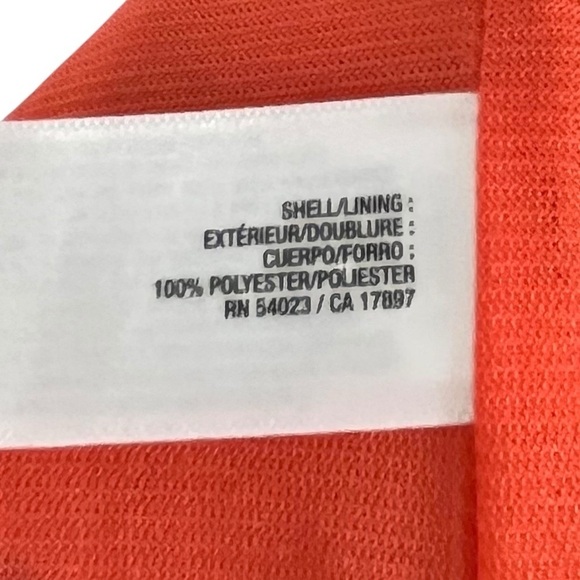 SHELL/LINING :
EXTÉRIEUR/DOUBLURE :
CUERPO/FORRO :
100% POLYESTER/POLIESTER
RN 54023 / CA 17897